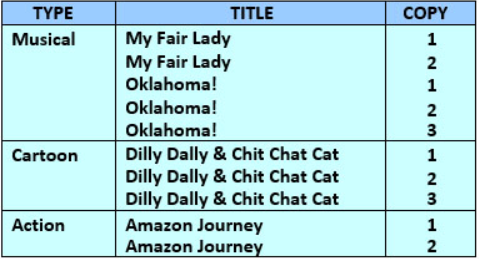 TYPE TITLE COPY
Musical My Fair Lady 1
My Fair Lady 2
Oklahoma! 1
Oklahoma! 2
Oklahoma! 3
Cartoon Dilly Dally & Chit Chat Cat 1
Dilly Dally & Chit Chat Cat 2
Dilly Dally & Chit Chat Cat 3
Action Amazon Journey 1
Amazon Journey 2